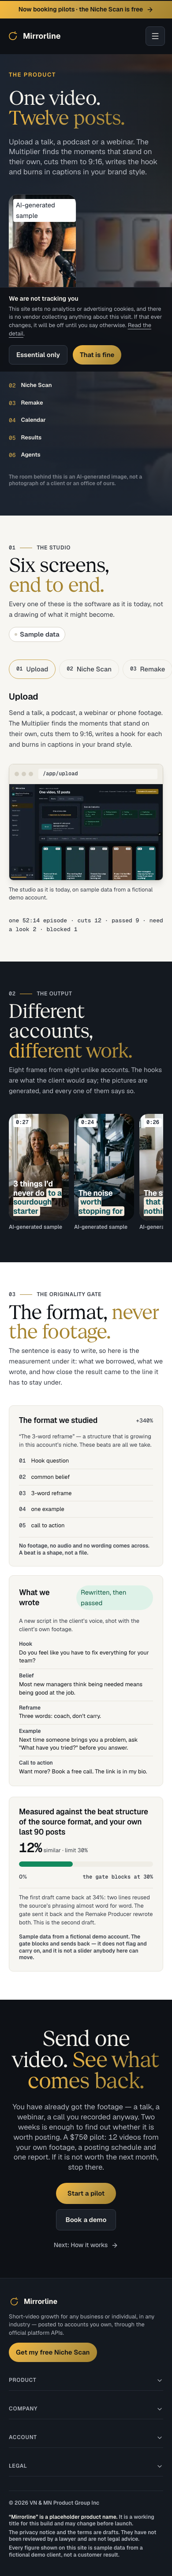 Now booking pilots · the Niche Scan is free →
Mirrorline
THE PRODUCT
One video.
Twelve posts.
Upload a talk, a podcast or a webinar. The
Multiplier finds the moments that stand on
their own, cuts them to 9:16, writes the hook
and burns in captions in your brand style.
AI-generated
sample
We are not tracking you
This site sets no analytics or advertising cookies, and there
is no vendor collecting anything about this visit. If that ever
changes, it will be off until you say otherwise. Read the
detail.
Essential only
That is fine
02 Niche Scan
03 Remake
04 Calendar
05 Results
06 Agents
The room behind this is an AI-generated image, not a
photograph of a client or an office of ours.
01 THE STUDIO
Six screens,
end to end.
Every one of these is the software as it is today, not
a drawing of what it might become.
Sample data
01 Upload
02 Niche Scan
03 Remake
Upload
Send a talk, a podcast, a webinar or phone footage.
The Multiplier finds the moments that stand on
their own, cuts them to 9:16, writes a hook for each
and burns in captions in your brand style.
/app/upload
The studio as it is today, on sample data from a fictional
demo account.
one 52:14 episode · cuts 12 · passed 9 · need
a look 2 · blocked 1
02 THE OUTPUT
Different
accounts,
different work.
Eight frames from eight unlike accounts. The hooks
are what the client would say; the pictures are
generated, and every one of them says so.
0:27
3 things I'd
never do to a
sourdough
starter
0:24
The noise
worth
stopping for
0:26
AI-generated sample
AI-generated sample
03 THE ORIGINALITY GATE
The format, never
the footage.
The sentence is easy to write, so here is the
measurement under it: what we borrowed, what we
wrote, and how close the result came to the line it
has to stay under.
The format we studied
+340%
"The 3-word reframe" — a structure that is growing
in this account's niche. These beats are all we take.
01 Hook question
02 common belief
03 3-word reframe
04 one example
05 call to action
No footage, no audio and no wording comes across.
A beat is a shape, not a file.
What we
wrote
Rewritten, then
passed
A new script in the client's voice, shot with the
client's own footage.
Hook
Do you feel like you have to fix everything for your
team?
Belief
Most new managers think being needed means
being good at the job.
Reframe
Three words: coach, don't carry.
Example
Next time someone brings you a problem, ask
"What have you tried?" before you answer.
Call to action
Want more? Book a free call. The link is in my bio.
Measured against the beat structure
of the source format, and your own
last 90 posts
12% similar · limit 30%
0%
the gate blocks at 30%
The first draft came back at 34%: two lines reused
the source's phrasing almost word for word. The
gate sent it back and the Remake Producer rewrote
both. This is the second draft.
Sample data from a fictional demo account. The
gate blocks and sends back — it does not flag and
carry on, and it is not a slider anybody here can
move.
Send one
video. See what
comes back.
You have already got the footage — a talk, a
webinar, a call you recorded anyway. Two
weeks is enough to find out whether it is
worth posting. A $750 pilot: 12 videos from
your own footage, a posting schedule and
one report. If it is not worth the next month,
stop there.
Start a pilot
Book a demo
Next: How it works →
Mirrorline
Short-video growth for any business or individual, in any
industry — posted to accounts you own, through the
official platform APIs.
Get my free Niche Scan
PRODUCT
COMPANY
ACCOUNT
LEGAL
© 2026 VN & MN Product Group Inc
"Mirrorline" is a placeholder product name. It is a working
title for this build and may change before launch.
The privacy notice and the terms are drafts. They have not
been reviewed by a lawyer and are not legal advice.
Every figure shown on this site is sample data from a
fictional demo client, not a customer result.